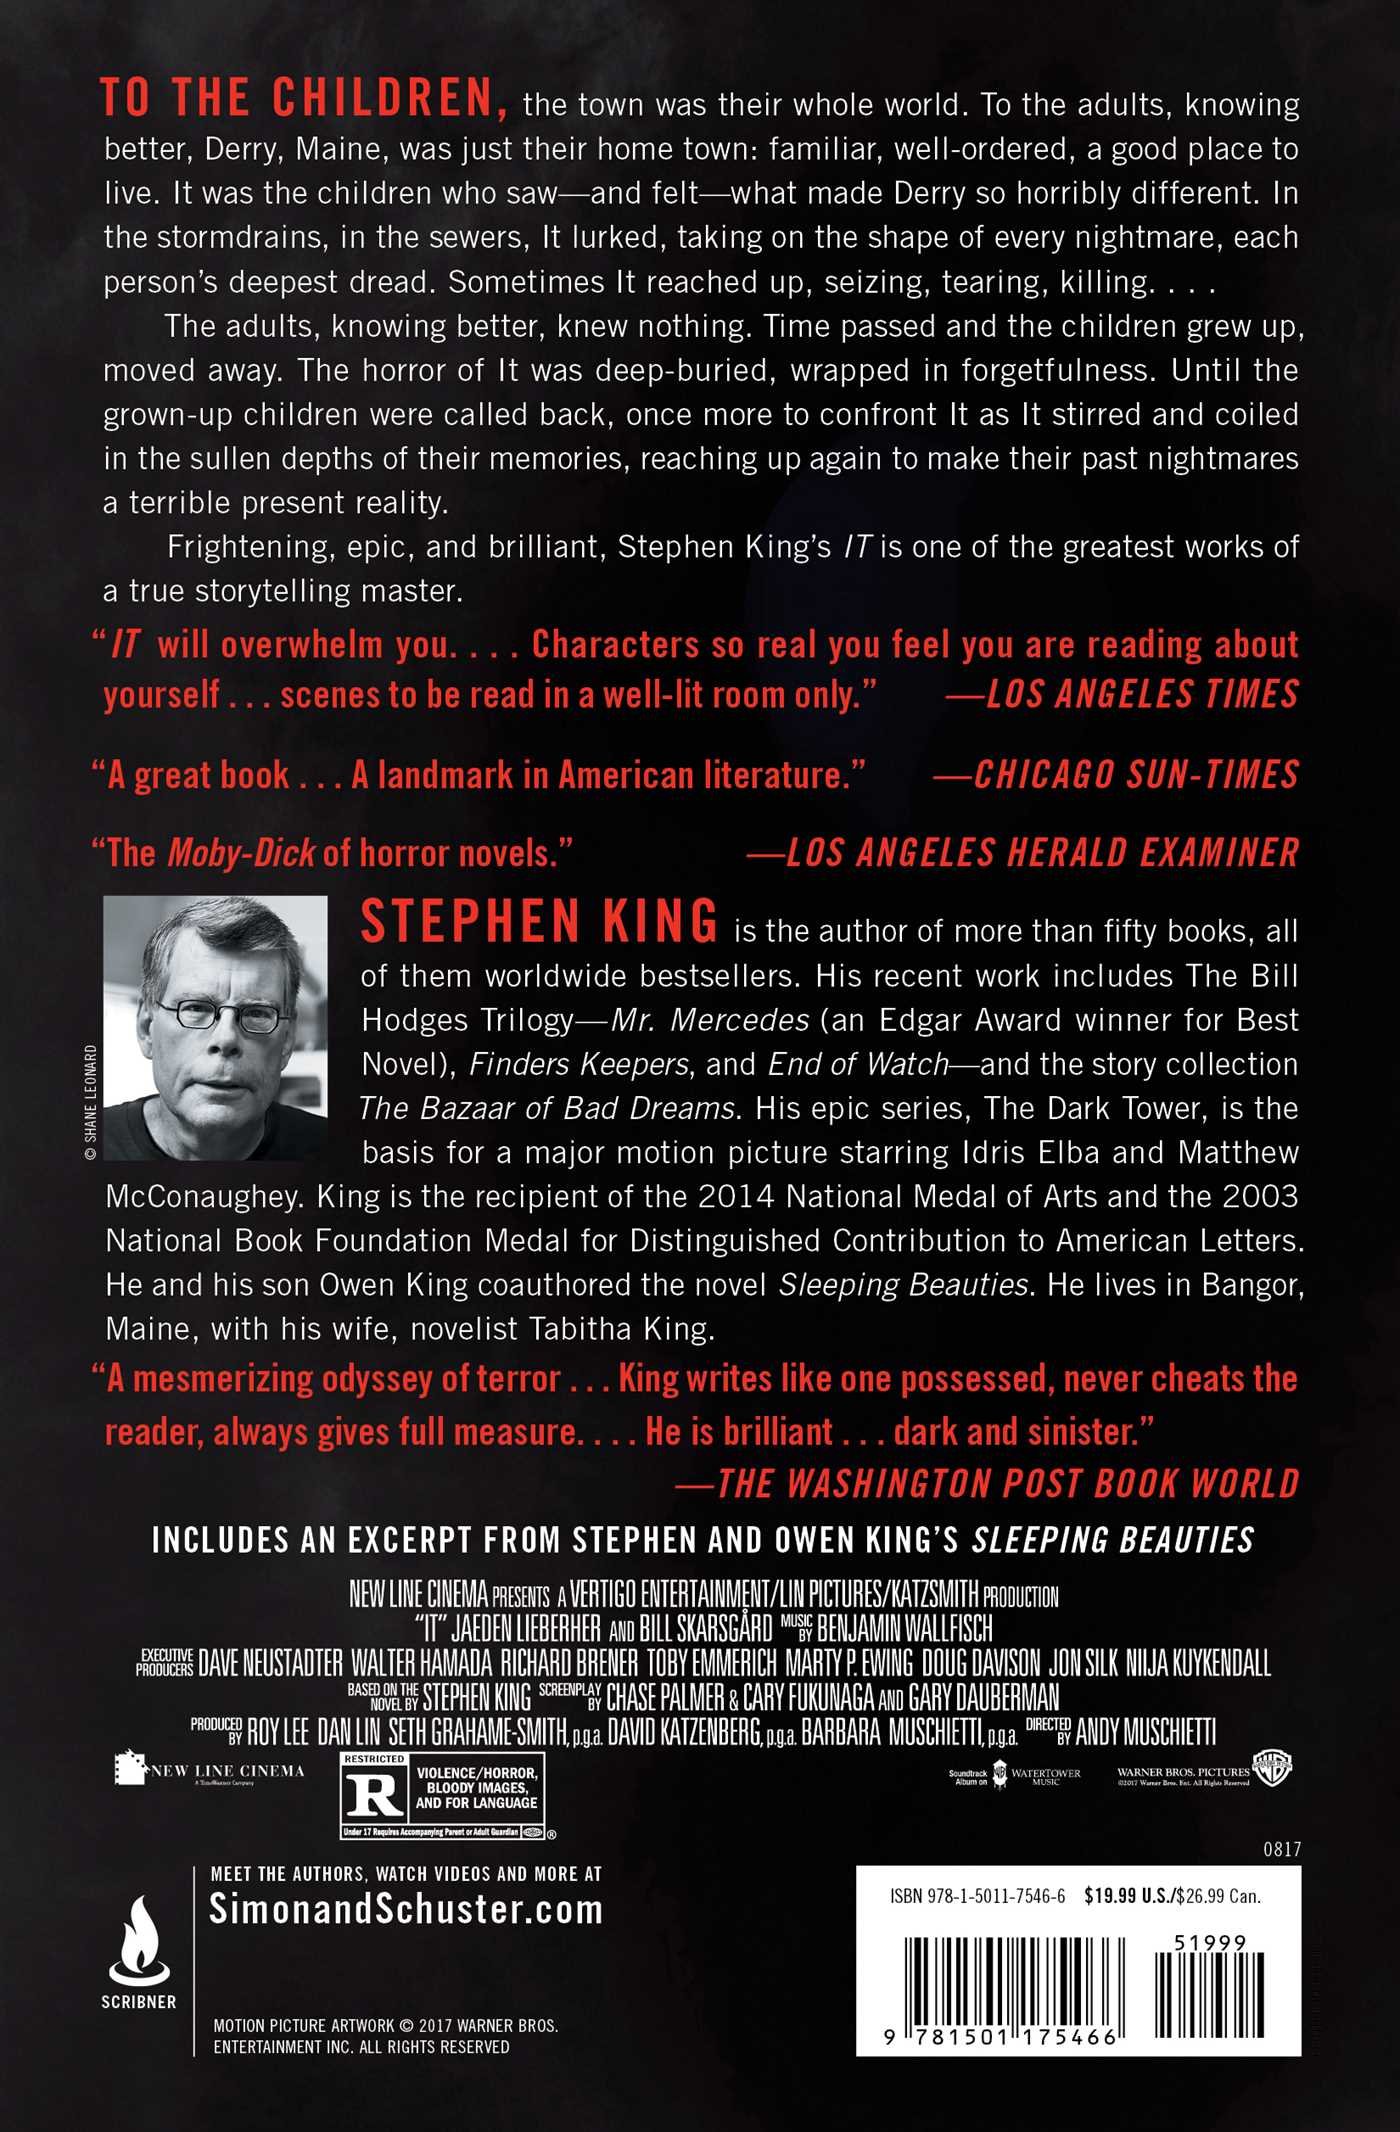 TO THE CHILDREN, the town was their whole world. To the adults, knowing
better, Derry, Maine, was just their home town: familiar, well-ordered, a good place to
live. It was the children who saw—and felt—what made Derry so horribly different. In
the stormdrains, in the sewers, It lurked, taking on the shape of every nightmare, each
person’s deepest dread. Sometimes It reached up, seizing, tearing, killing. . . .
The adults, knowing better, knew nothing. Time passed and the children grew up,
moved away. The horror of It was deep-buried, wrapped in forgetfulness. Until the
grown-up children were called back, once more to confront It as It stirred and coiled
in the sullen depths of their memories, reaching up again to make their past nightmares
a terrible present reality.
Frightening, epic, and brilliant, Stephen King’s IT is one of the greatest works of
a true storytelling master.
“IT will overwhelm you. . . . Characters so real you feel you are reading about
yourself . . . scenes to be read in a well-lit room only.” —LOS ANGELES TIMES
“A great book . . . A landmark in American literature.” —CHICAGO SUN-TIMES
“The Moby-Dick of horror novels.” —LOS ANGELES HERALD EXAMINER
© SHANE LEONARD
STEPHEN KING is the author of more than fifty books, all
of them worldwide bestsellers. His recent work includes The Bill
Hodges Trilogy—Mr. Mercedes (an Edgar Award winner for Best
Novel), Finders Keepers, and End of Watch—and the story collection
The Bazaar of Bad Dreams. His epic series, The Dark Tower, is the
basis for a major motion picture starring Idris Elba and Matthew
McConaughey. King is the recipient of the 2014 National Medal of Arts and the 2003
National Book Foundation Medal for Distinguished Contribution to American Letters.
He and his son Owen King coauthored the novel Sleeping Beauties. He lives in Bangor,
Maine, with his wife, novelist Tabitha King.
“A mesmerizing odyssey of terror . . . King writes like one possessed, never cheats the
reader, always gives full measure. . . . He is brilliant . . . dark and sinister.”
—THE WASHINGTON POST BOOK WORLD
INCLUDES AN EXCERPT FROM STEPHEN AND OWEN KING’S SLEEPING BEAUTIES
NEW LINE CINEMA PRESENTS A VERTIGO ENTERTAINMENT/LIN PICTURES/KATZSMITH PRODUCTION
“IT” JAEDEN LIEBERHER AND BILL SKARSGÅRD MUSIC BY BENJAMIN WALLFISCH
EXECUTIVE PRODUCERS DAVE NEUSTADTER WALTER HAMADA RICHARD BRENER TOBY EMMERICH MARTY P. EWING DOUG DAVISON JON SILK NIIJA KUYKENDALL
BASED ON THE NOVEL BY STEPHEN KING SCREENPLAY BY CHASE PALMER & CARY FUKUNAGA AND GARY DAUBERMAN
PRODUCED BY ROY LEE DAN LIN SETH GRAHAME-SMITH, p.g.a. DAVID KATZENBERG, p.g.a. BARBARA MUSCHIETTI, p.g.a. DIRECTED BY ANDY MUSCHIETTI
NEW LINE CINEMA
A TimeWarner Company
RESTRICTED
R
VIOLENCE/HORROR,
BLOODY IMAGES,
AND FOR LANGUAGE
Under 17 Requires Accompanying Parent or Adult Guardian ®
Soundtrack
Album on
WATERTOWER
MUSIC
WARNER BROS. PICTURES
©2017 Warner Bros. Ent. All Rights Reserved
WB
0817
MEET THE AUTHORS, WATCH VIDEOS AND MORE AT
SimonandSchuster.com
SCRIBNER
MOTION PICTURE ARTWORK © 2017 WARNER BROS.
ENTERTAINMENT INC. ALL RIGHTS RESERVED
ISBN 978-1-5011-7546-6 $19.99 U.S./$26.99 Can.
51999
9 781501 175466